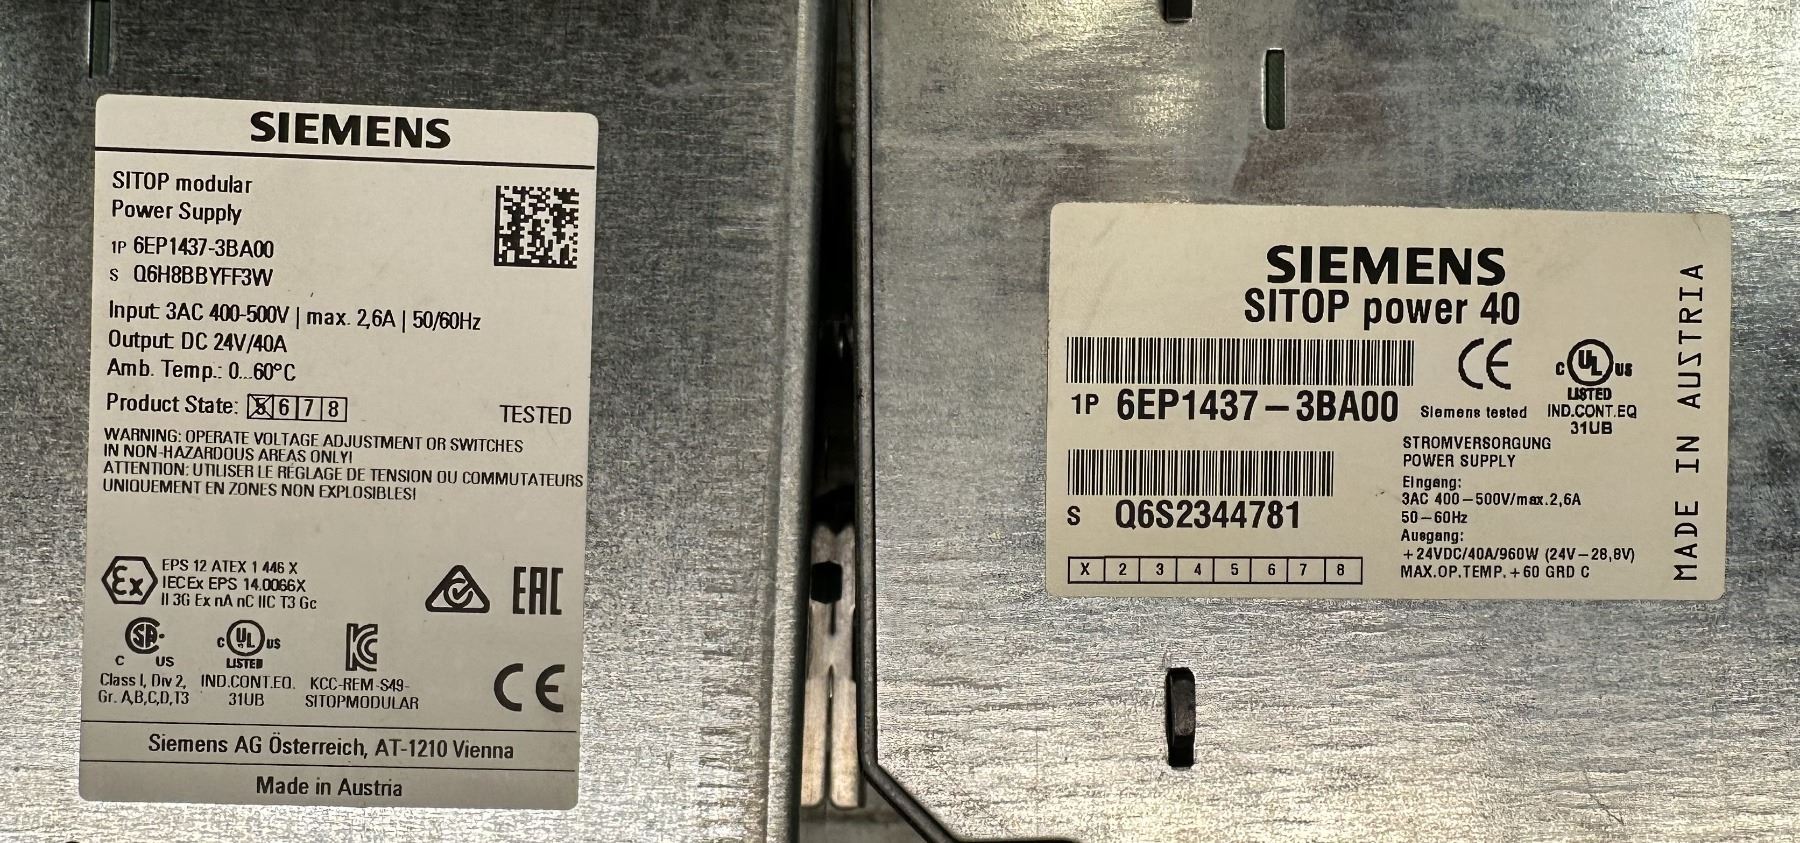 SIEMENS
SITOP modular
Power Supply
1P 6EP1437-3BA00
S Q6H8BBYFF3W
Input: 3AC 400-500V | max. 2,6A | 50/60Hz
Output: DC 24V/40A
Amb. Temp.: 0...60°C
Product State: 5 6 7 8
TESTED
WARNING: OPERATE VOLTAGE ADJUSTMENT OR SWITCHES
IN NON-HAZARDOUS AREAS ONLY!
ATTENTION: UTILISER LE RÉGLAGE DE TENSION OU COMMUTATEURS
UNIQUEMENT EN ZONES NON EXPLOSIBLES!
Ex
EPS 12 ATEX 1 446 X
IECEx EPS 14.0066X
II 3G Ex nA nC IIC T3 Gc
EAC
SA
C US
Class I, Div 2,
Gr. A,B,C,D,T3
C UL US
LISTED
IND.CONT.EQ.
31UB
KC
KCC-REM-S49-
SITOPMODULAR
CE
Siemens AG Österreich, AT-1210 Vienna
Made in Austria
SIEMENS
SITOP power 40
1P 6EP1437-3BA00
S Q6S2344781
X 2 3 4 5 6 7 8
CE
Siemens tested
C UL US
LISTED
IND.CONT.EQ
31UB
STROMVERSORGUNG
POWER SUPPLY
Eingang:
3AC 400-500V/max.2,6A
50-60Hz
Ausgang:
+24VDC/40A/960W (24V-28,8V)
MAX.OP.TEMP.+60 GRD C
MADE IN AUSTRIA